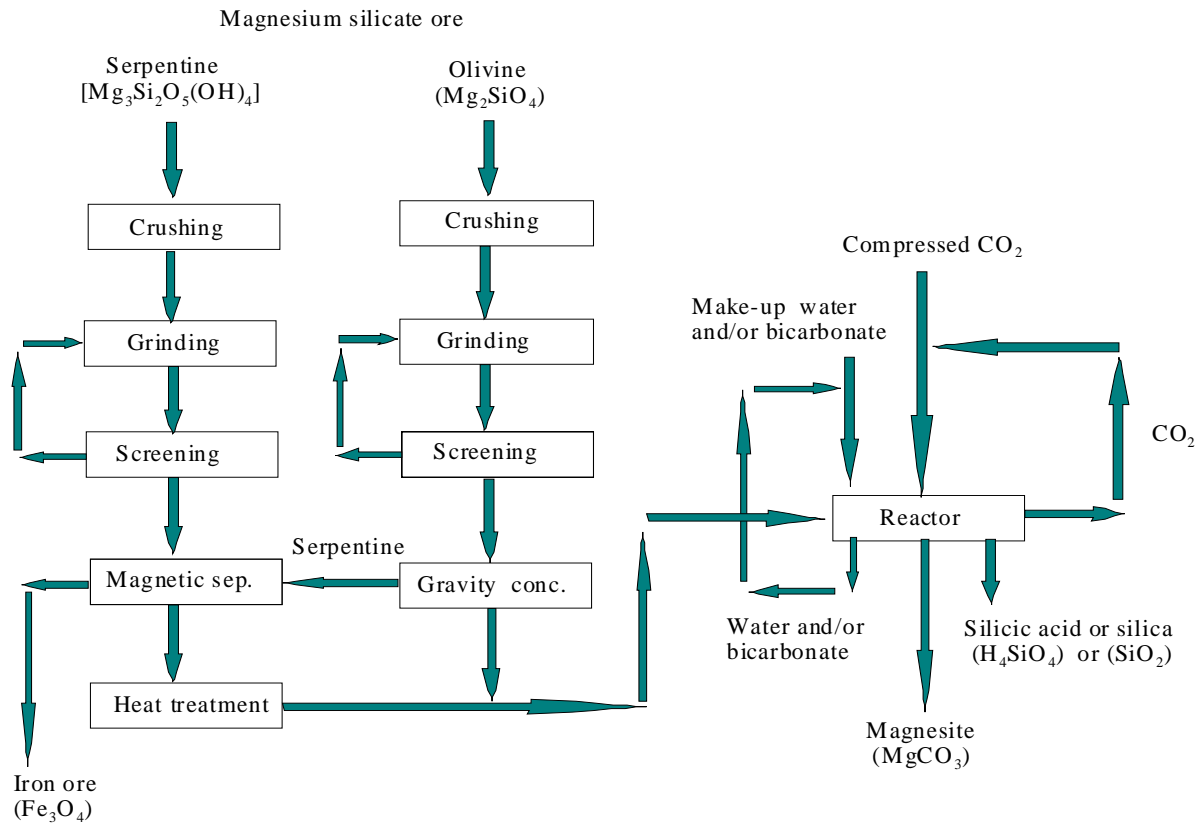 Magnesium silicate ore
Serpentine
[Mg₃Si₂O₅(OH)₄]
Olivine
(Mg₂SiO₄)
Crushing
Crushing
Grinding
Grinding
Screening
Screening
Serpentine
Magnetic sep.
Gravity conc.
Heat treatment
Iron ore
(Fe₃O₄)
Compressed CO₂
Make-up water
and/or bicarbonate
CO₂
Reactor
Water and/or
bicarbonate
Silicic acid or silica
(H₄SiO₄) or (SiO₂)
Magnesite
(MgCO₃)